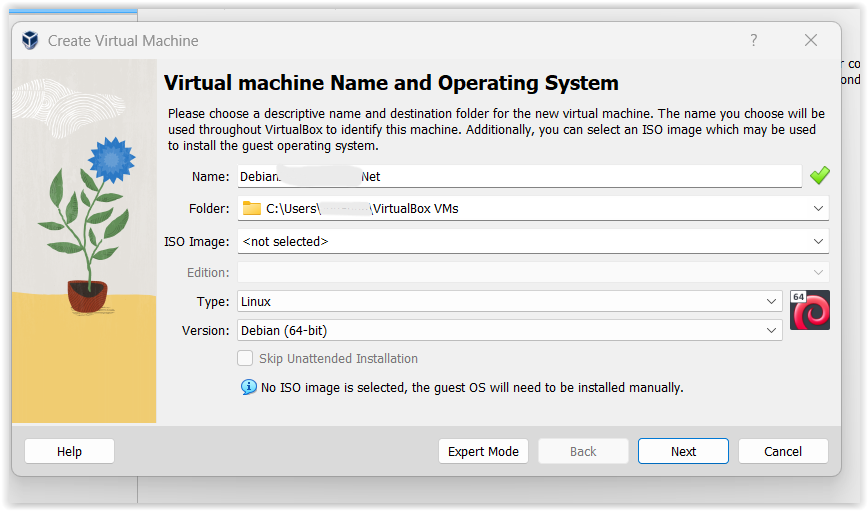 Create Virtual Machine
?
Virtual machine Name and Operating System
Please choose a descriptive name and destination folder for the new virtual machine. The name you choose will be
used throughout VirtualBox to identify this machine. Additionally, you can select an ISO image which may be used
to install the guest operating system.
Name: Debian Net
Folder: C:\Users\ \VirtualBox VMs
ISO Image: <not selected>
Edition:
Type: Linux
64
Version: Debian (64-bit)
Skip Unattended Installation
No ISO image is selected, the guest OS will need to be installed manually.
Help Expert Mode Back Next Cancel